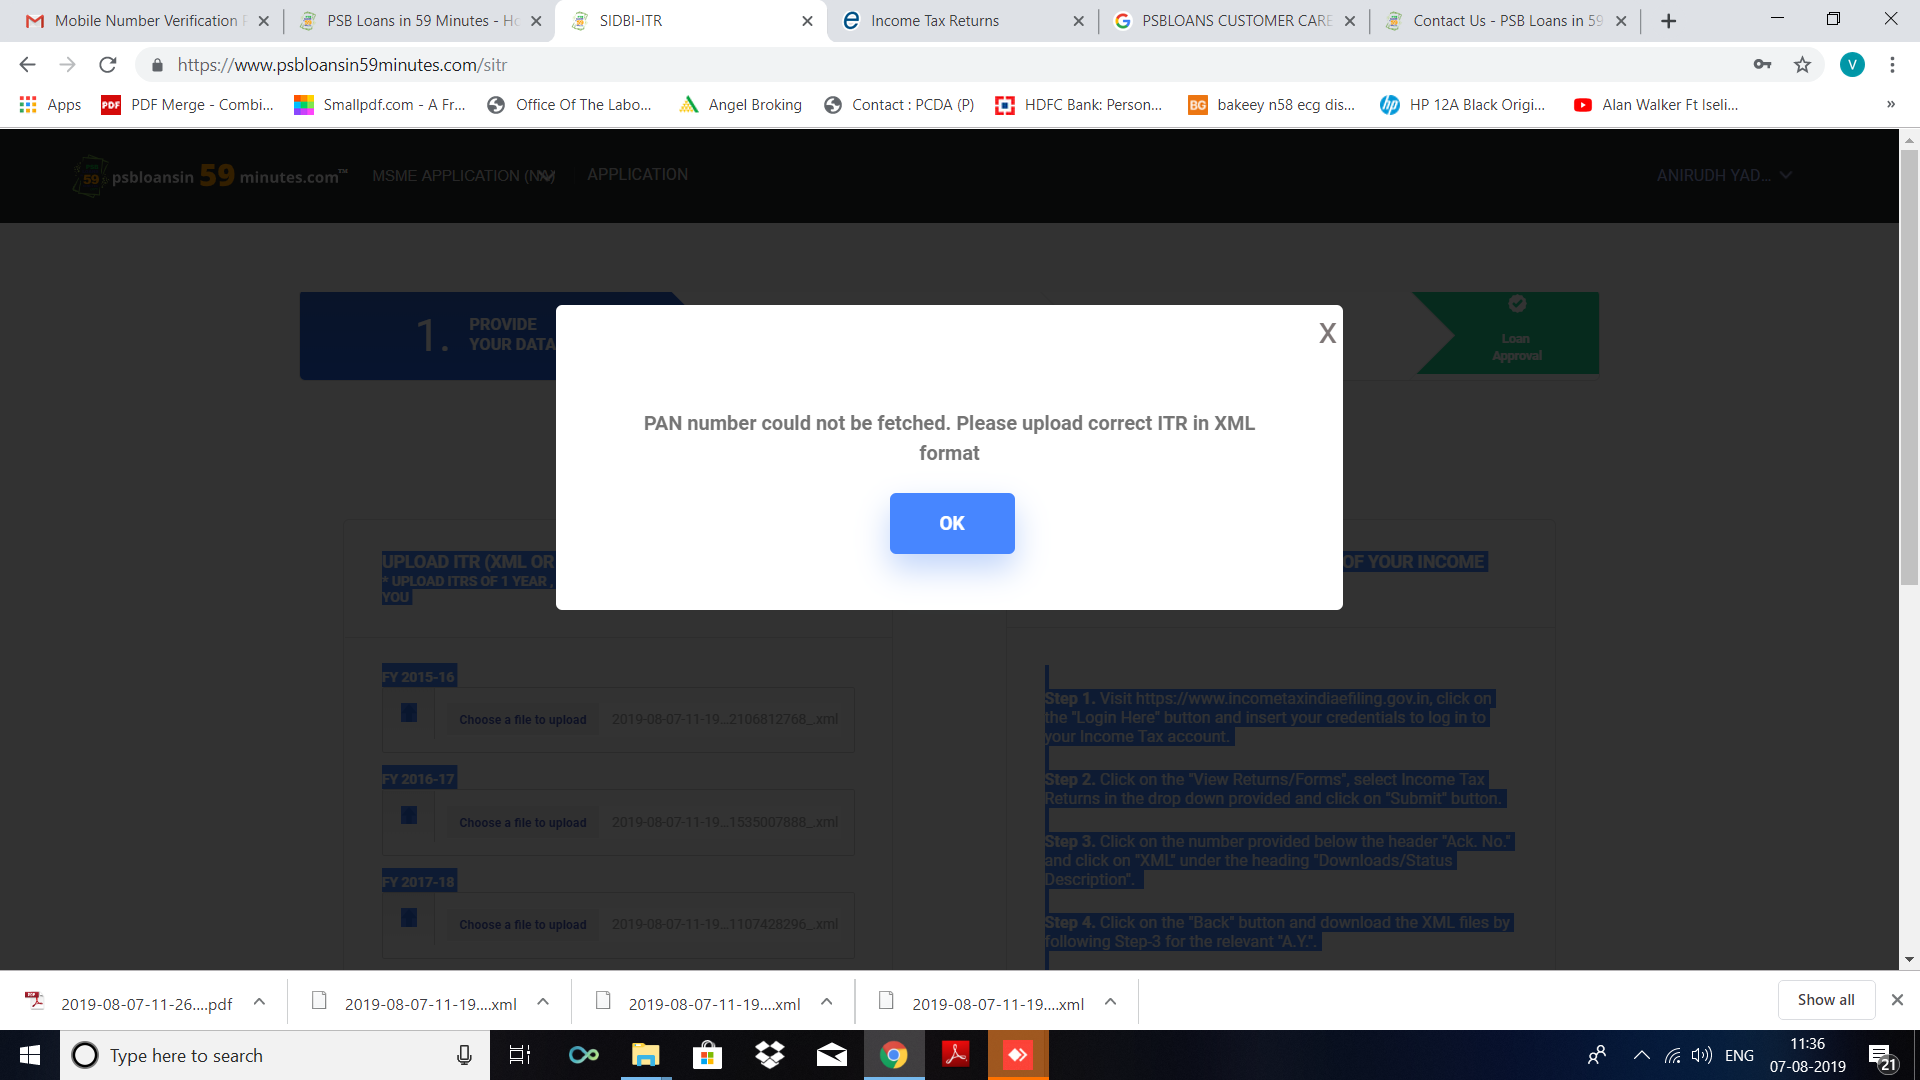 Mobile Number Verification
PSB Loans in 59 Minutes - Ho
SIDBI-ITR
Income Tax Returns
PSBLOANS CUSTOMER CARE
Contact Us - PSB Loans in 59
https://www.psbloansin59minutes.com/sitr
V
Apps
PDF Merge - Combi...
Smallpdf.com - A Fr...
Office Of The Labo...
Angel Broking
Contact : PCDA (P)
HDFC Bank: Person...
BG bakeey n58 ecg dis...
HP 12A Black Origi...
Alan Walker Ft Iseli...
»
59 psbloansin 59 minutes.com™
MSME APPLICATION (NA)
APPLICATION
ANIRUDH YAD...
1. PROVIDE
YOUR DATA
Loan
Approval
X
PAN number could not be fetched. Please upload correct ITR in XML
format
OK
UPLOAD ITR (XML OR
* UPLOAD ITRS OF 1 YEAR ,
YOU
OF YOUR INCOME
FY 2015-16
Choose a file to upload 2019-08-07-11-19...2106812768_.xml
FY 2016-17
Choose a file to upload 2019-08-07-11-19...1535007888_.xml
FY 2017-18
Choose a file to upload 2019-08-07-11-19...1107428296_.xml
Step 1. Visit https://www.incometaxindiaefiling.gov.in, click on
the "Login Here" button and insert your credentials to log in to
your Income Tax account.
Step 2. Click on the "View Returns/Forms", select Income Tax
Returns in the drop down provided and click on "Submit" button.
Step 3. Click on the number provided below the header "Ack. No."
and click on "XML" under the heading "Downloads/Status
Description".
Step 4. Click on the "Back" button and download the XML files by
following Step-3 for the relevant "A.Y.".
2019-08-07-11-26....pdf
2019-08-07-11-19....xml
2019-08-07-11-19....xml
2019-08-07-11-19....xml
Show all
Type here to search
ENG
11:36
07-08-2019
21